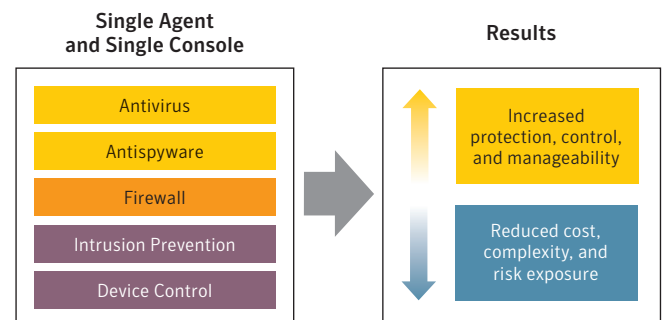 Single Agent
and Single Console
Antivirus
Antispyware
Firewall
Intrusion Prevention
Device Control
Results
Increased
protection, control,
and manageability
Reduced cost,
complexity, and
risk exposure